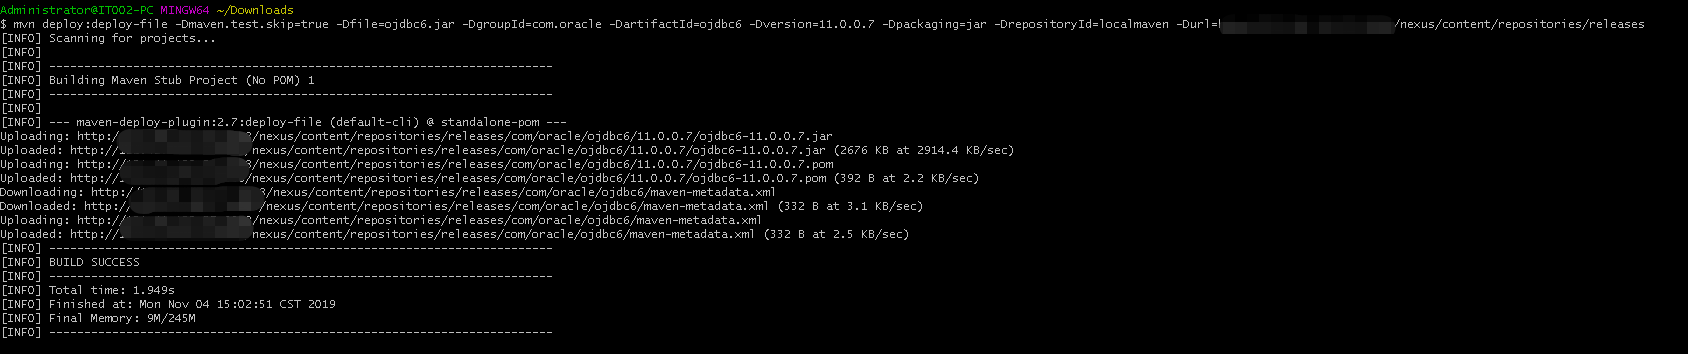 Administrator@IT002-PC MINGW64 ~/Downloads
$ mvn deploy:deploy-file -Dmaven.test.skip=true -Dfile=ojdbc6.jar -DgroupId=com.oracle -DartifactId=ojdbc6 -Dversion=11.0.0.7 -Dpackaging=jar -DrepositoryId=localmaven -Durl= /nexus/content/repositories/releases
[INFO] Scanning for projects...
[INFO]
[INFO] ------------------------------------------------------------------------
[INFO] Building Maven Stub Project (No POM) 1
[INFO] ------------------------------------------------------------------------
[INFO]
[INFO] --- maven-deploy-plugin:2.7:deploy-file (default-cli) @ standalone-pom ---
Uploading: http:/ /nexus/content/repositories/releases/com/oracle/ojdbc6/11.0.0.7/ojdbc6-11.0.0.7.jar
Uploaded: http:// /nexus/content/repositories/releases/com/oracle/ojdbc6/11.0.0.7/ojdbc6-11.0.0.7.jar (2676 KB at 2914.4 KB/sec)
Uploading: http:/ /nexus/content/repositories/releases/com/oracle/ojdbc6/11.0.0.7/ojdbc6-11.0.0.7.pom
Uploaded: http:// /nexus/content/repositories/releases/com/oracle/ojdbc6/11.0.0.7/ojdbc6-11.0.0.7.pom (392 B at 2.2 KB/sec)
Downloading: http:/ /nexus/content/repositories/releases/com/oracle/ojdbc6/maven-metadata.xml
Downloaded: http:/ /nexus/content/repositories/releases/com/oracle/ojdbc6/maven-metadata.xml (332 B at 3.1 KB/sec)
Uploading: http:/ /nexus/content/repositories/releases/com/oracle/ojdbc6/maven-metadata.xml
Uploaded: http:// /nexus/content/repositories/releases/com/oracle/ojdbc6/maven-metadata.xml (332 B at 2.5 KB/sec)
[INFO] ------------------------------------------------------------------------
[INFO] BUILD SUCCESS
[INFO] ------------------------------------------------------------------------
[INFO] Total time: 1.949s
[INFO] Finished at: Mon Nov 04 15:02:51 CST 2019
[INFO] Final Memory: 9M/245M
[INFO] ------------------------------------------------------------------------